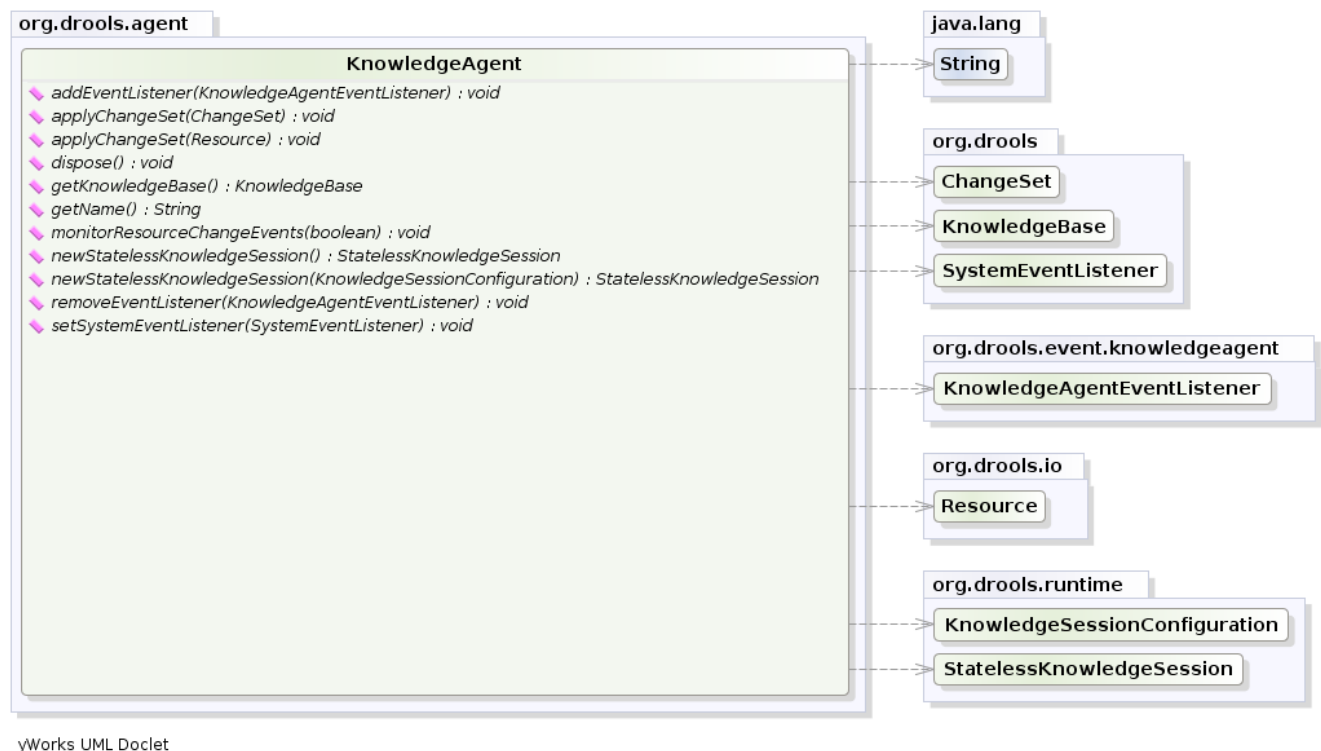 org.drools.agent
KnowledgeAgent
addEventListener(KnowledgeAgentEventListener) : void
applyChangeSet(ChangeSet) : void
applyChangeSet(Resource) : void
dispose() : void
getKnowledgeBase() : KnowledgeBase
getName() : String
monitorResourceChangeEvents(boolean) : void
newStatelessKnowledgeSession() : StatelessKnowledgeSession
newStatelessKnowledgeSession(KnowledgeSessionConfiguration) : StatelessKnowledgeSession
removeEventListener(KnowledgeAgentEventListener) : void
setSystemEventListener(SystemEventListener) : void
java.lang
String
org.drools
ChangeSet
KnowledgeBase
SystemEventListener
org.drools.event.knowledgeagent
KnowledgeAgentEventListener
org.drools.io
Resource
org.drools.runtime
KnowledgeSessionConfiguration
StatelessKnowledgeSession
yWorks UML Doclet